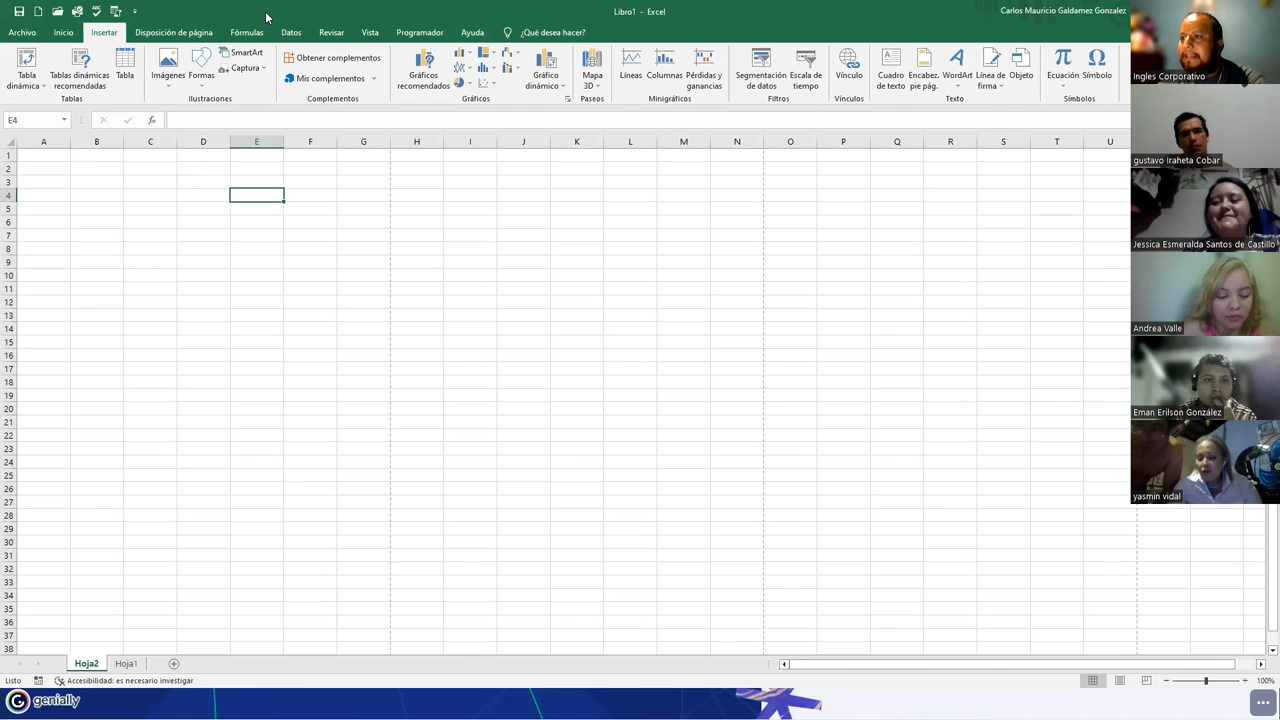 Libro1 - Excel
Carlos Mauricio Galdamez Gonzalez
Archivo Inicio Insertar Disposición de página Fórmulas Datos Revisar Vista Programador Ayuda ¿Qué desea hacer?
Tabla dinámica
Tablas dinámicas recomendadas
Tabla
Imágenes
Formas
SmartArt
Captura
Obtener complementos
Mis complementos
Gráficos recomendados
Gráfico dinámico
Mapa 3D
Líneas
Columnas
Pérdidas y ganancias
Segmentación de datos
Escala de tiempo
Vínculo
Cuadro de texto
Encabez. pie pág.
WordArt
Línea de firma
Objeto
Ecuación
Símbolo
Tablas Ilustraciones Complementos Gráficos Paseos Minigráficos Filtros Vínculos Texto Símbolos
E4
fx
A B C D E F G H I J K L M N O P Q R S T U
1
2
3
4
5
6
7
8
9
10
11
12
13
14
15
16
17
18
19
20
21
22
23
24
25
26
27
28
29
30
31
32
33
34
35
36
37
38
Ingles Corporativo
gustavo Iraheta Cobar
Jessica Esmeralda Santos de Castillo
Andrea Valle
Eman Erilson González
yasmin vidal
Hoja2 Hoja1
Listo
Accesibilidad: es necesario investigar
100%
genially